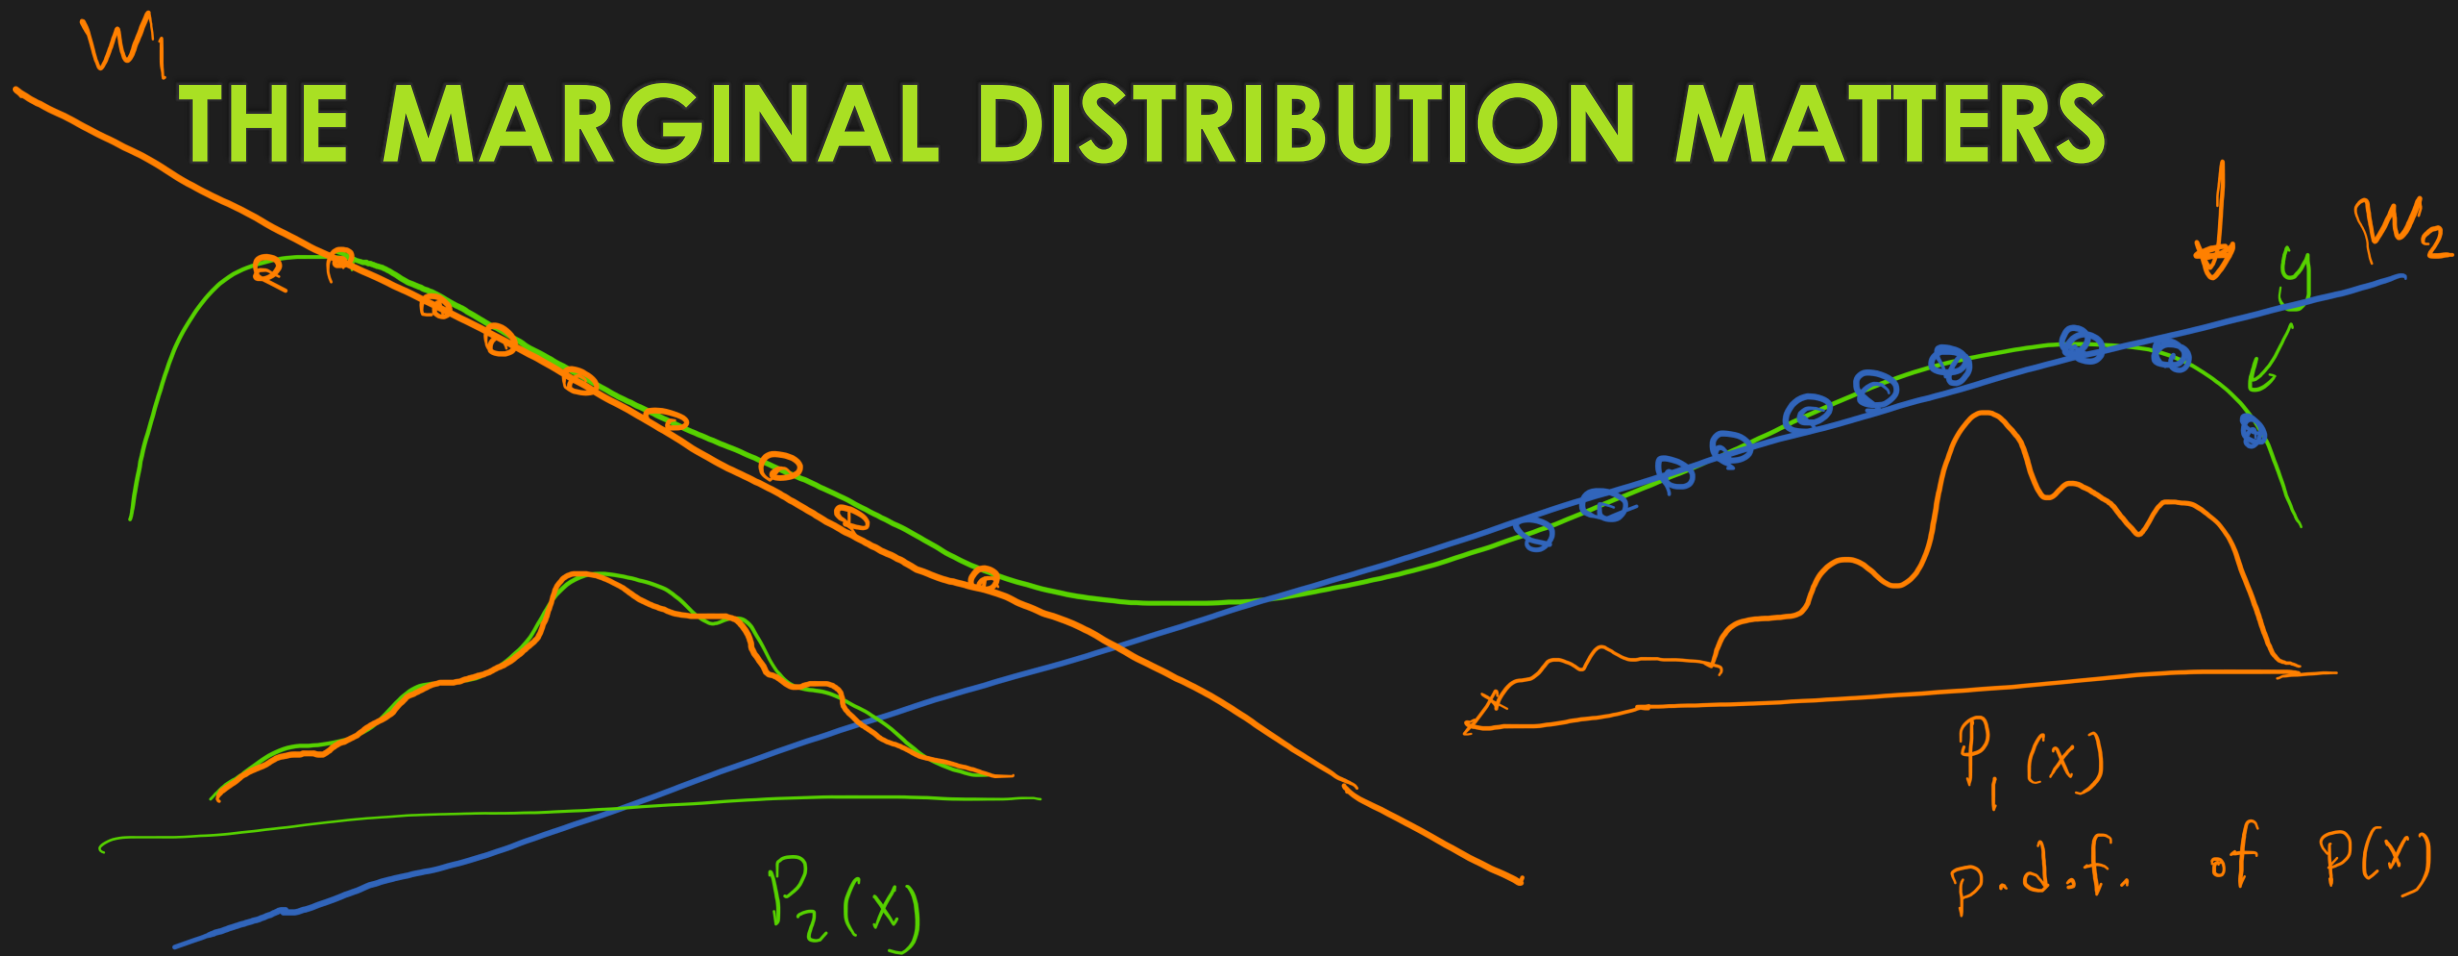 W1
THE MARGINAL DISTRIBUTION MATTERS
W2
y
P1(x)
p.d.f. of P(x)
P2(x)